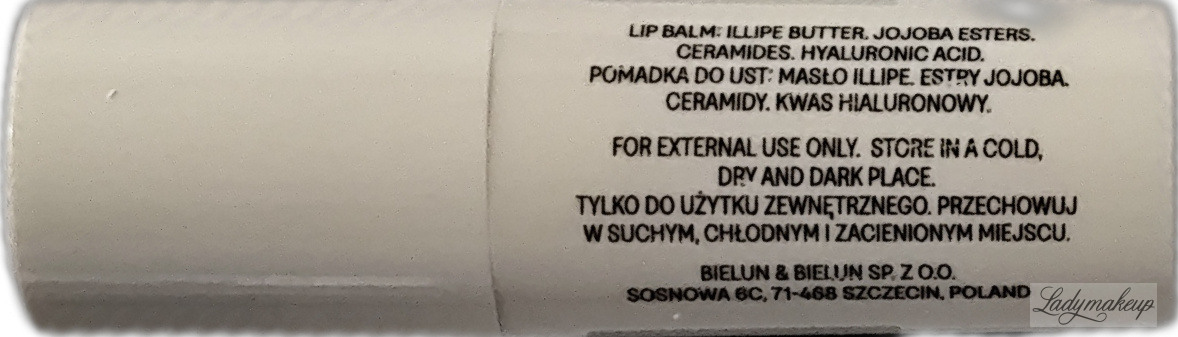 LIP BALM: ILLIPE BUTTER. JOJOBA ESTERS.
CERAMIDES. HYALURONIC ACID.
POMADKA DO UST: MASŁO ILLIPE. ESTRY JOJOBA.
CERAMIDY. KWAS HIALURONOWY.
FOR EXTERNAL USE ONLY. STORE IN A COLD,
DRY AND DARK PLACE.
TYLKO DO UŻYTKU ZEWNĘTRZNEGO. PRZECHOWUJ
W SUCHYM, CHŁODNYM I ZACIENIONYM MIEJSCU.
BIELUN & BIELUN SP. Z O.O.
SOSNOWA 6C, 71-468 SZCZECIN, POLAND
Ladymakeup